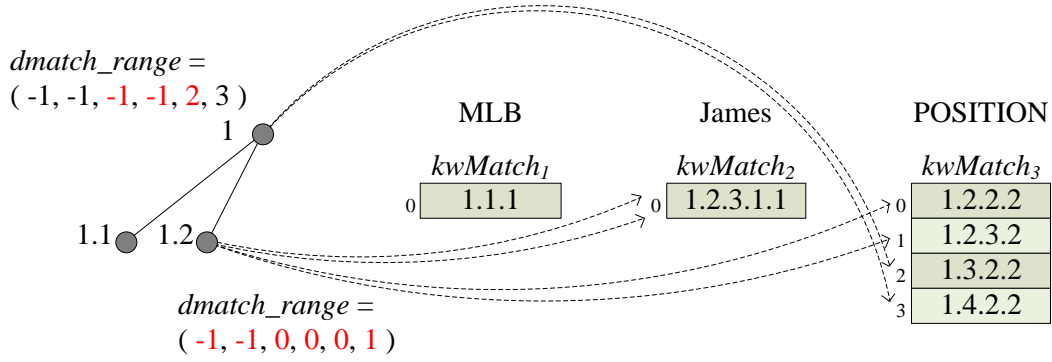 dmatch_range =
( -1, -1, -1, -1, 2, 3 )
1
MLB
James
POSITION
kwMatch1
kwMatch2
kwMatch3
0
1.1.1
0
1.2.3.1.1
0
1.2.2.2
1.1
1.2
1
1.2.3.2
2
1.3.2.2
3
1.4.2.2
dmatch_range =
( -1, -1, 0, 0, 0, 1 )